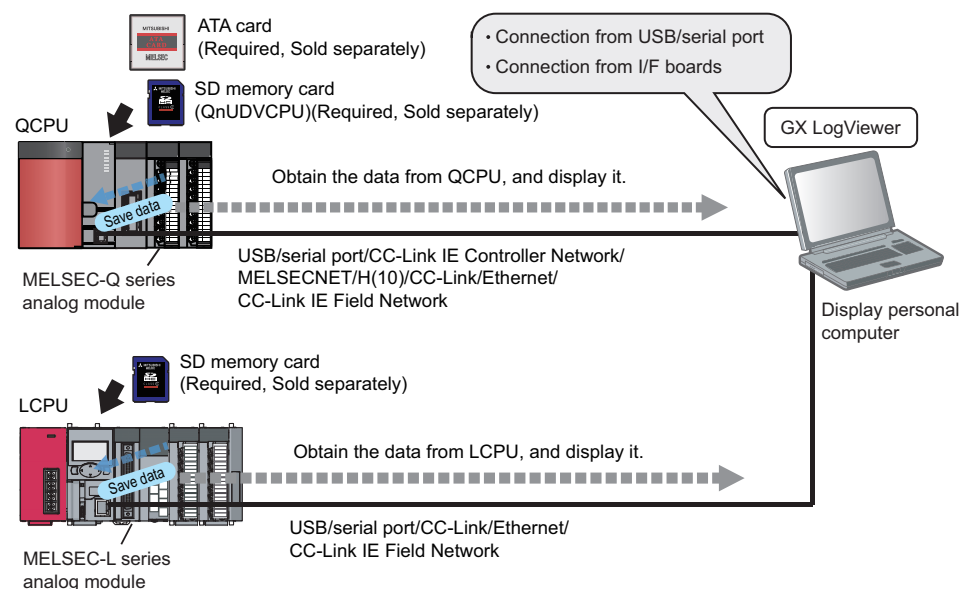 ATA card
(Required, Sold separately)
MITSUBISHI
ATA
CARD
MELSEC
· Connection from USB/serial port
· Connection from I/F boards
SD memory card
(QnUDVCPU)(Required, Sold separately)
QCPU
GX LogViewer
Obtain the data from QCPU, and display it.
Save data
USB/serial port/CC-Link IE Controller Network/
MELSECNET/H(10)/CC-Link/Ethernet/
CC-Link IE Field Network
MELSEC-Q series
analog module
Display personal
computer
SD memory card
(Required, Sold separately)
LCPU
Obtain the data from LCPU, and display it.
Save data
USB/serial port/CC-Link/Ethernet/
CC-Link IE Field Network
MELSEC-L series
analog module